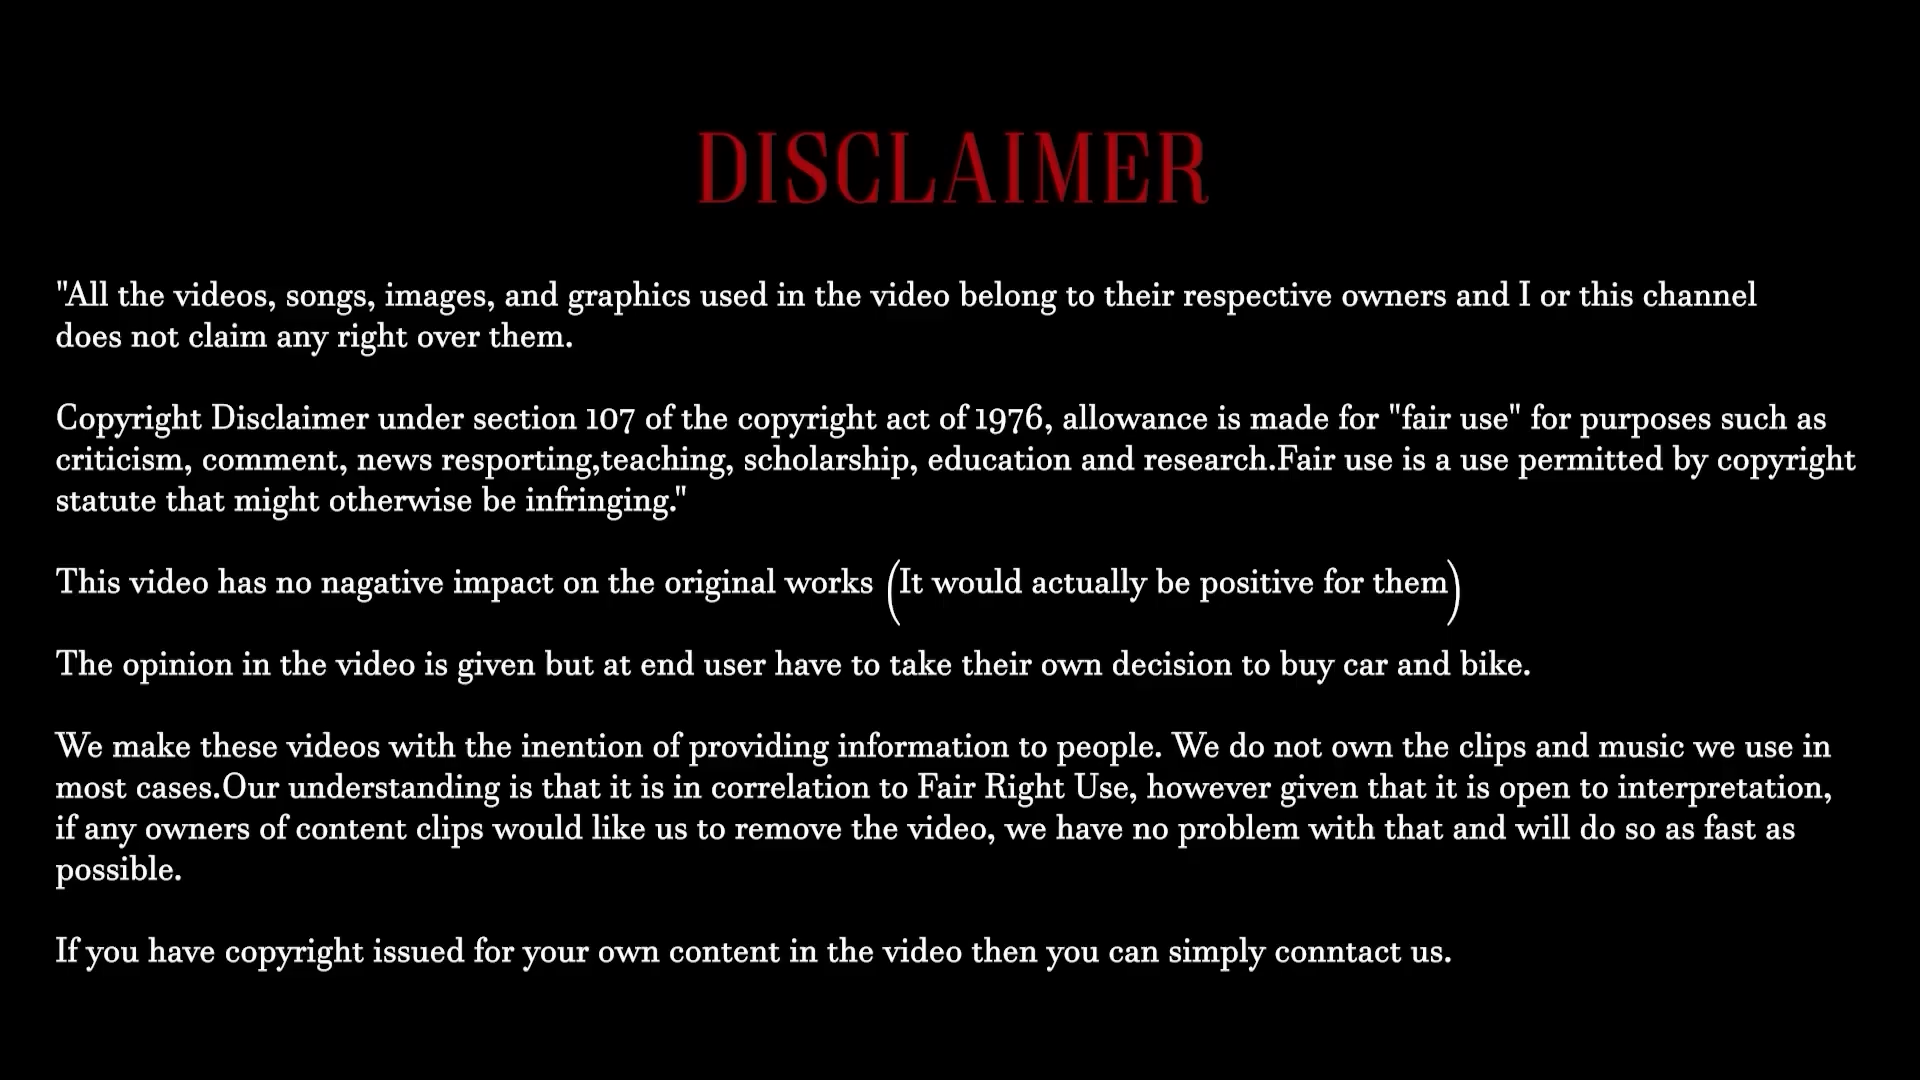 DISCLAIMER
"All the videos, songs, images, and graphics used in the video belong to their respective owners and I or this channel
does not claim any right over them.
Copyright Disclaimer under section 107 of the copyright act of 1976, allowance is made for "fair use" for purposes such as
criticism, comment, news resporting,teaching, scholarship, education and research.Fair use is a use permitted by copyright
statute that might otherwise be infringing."
This video has no nagative impact on the original works (It would actually be positive for them)
The opinion in the video is given but at end user have to take their own decision to buy car and bike.
We make these videos with the inention of providing information to people. We do not own the clips and music we use in
most cases.Our understanding is that it is in correlation to Fair Right Use, however given that it is open to interpretation,
if any owners of content clips would like us to remove the video, we have no problem with that and will do so as fast as
possible.
If you have copyright issued for your own content in the video then you can simply conntact us.